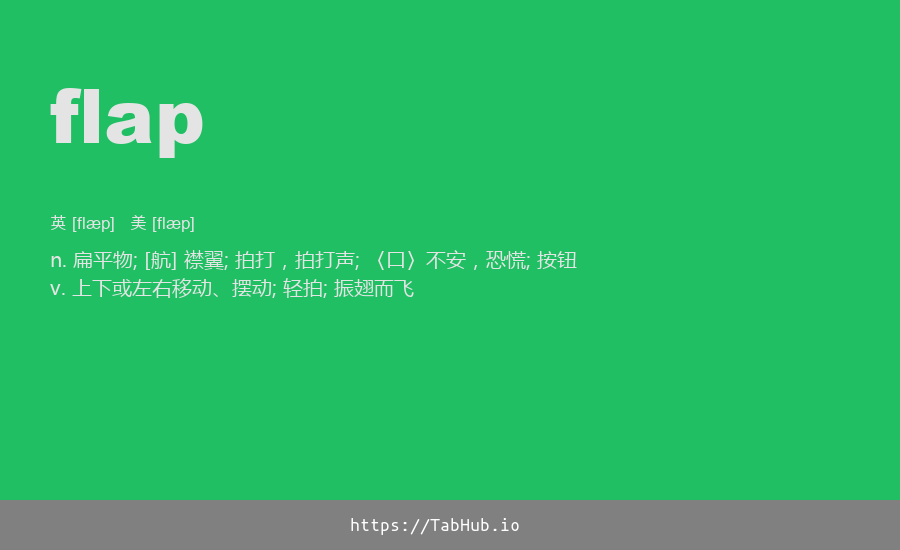 flap
英 [flæp] 美 [flæp]
n. 扁平物; [航] 襟翼; 拍打，拍打声; 〈口〉不安，恐慌; 按钮
v. 上下或左右移动、摆动; 轻拍; 振翅而飞
https://TabHub.io